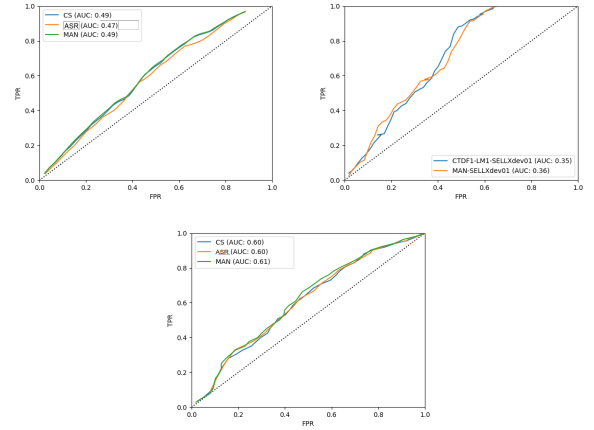 1.0
0.8
0.6
0.4
0.2
0.0
0.0 0.2 0.4 0.6 0.8 1.0
TPR
FPR
CS (AUC: 0.49)
ASR (AUC: 0.47)
MAN (AUC: 0.49)
1.0
0.8
0.6
0.4
0.2
0.0
0.0 0.2 0.4 0.6 0.8 1.0
TPR
FPR
CTDF1-LM1-SELLXdev01 (AUC: 0.35)
MAN-SELLXdev01 (AUC: 0.36)
1.0
0.8
0.6
0.4
0.2
0.0
0.0 0.2 0.4 0.6 0.8 1.0
TPR
FPR
CS (AUC: 0.60)
ASR (AUC: 0.60)
MAN (AUC: 0.61)